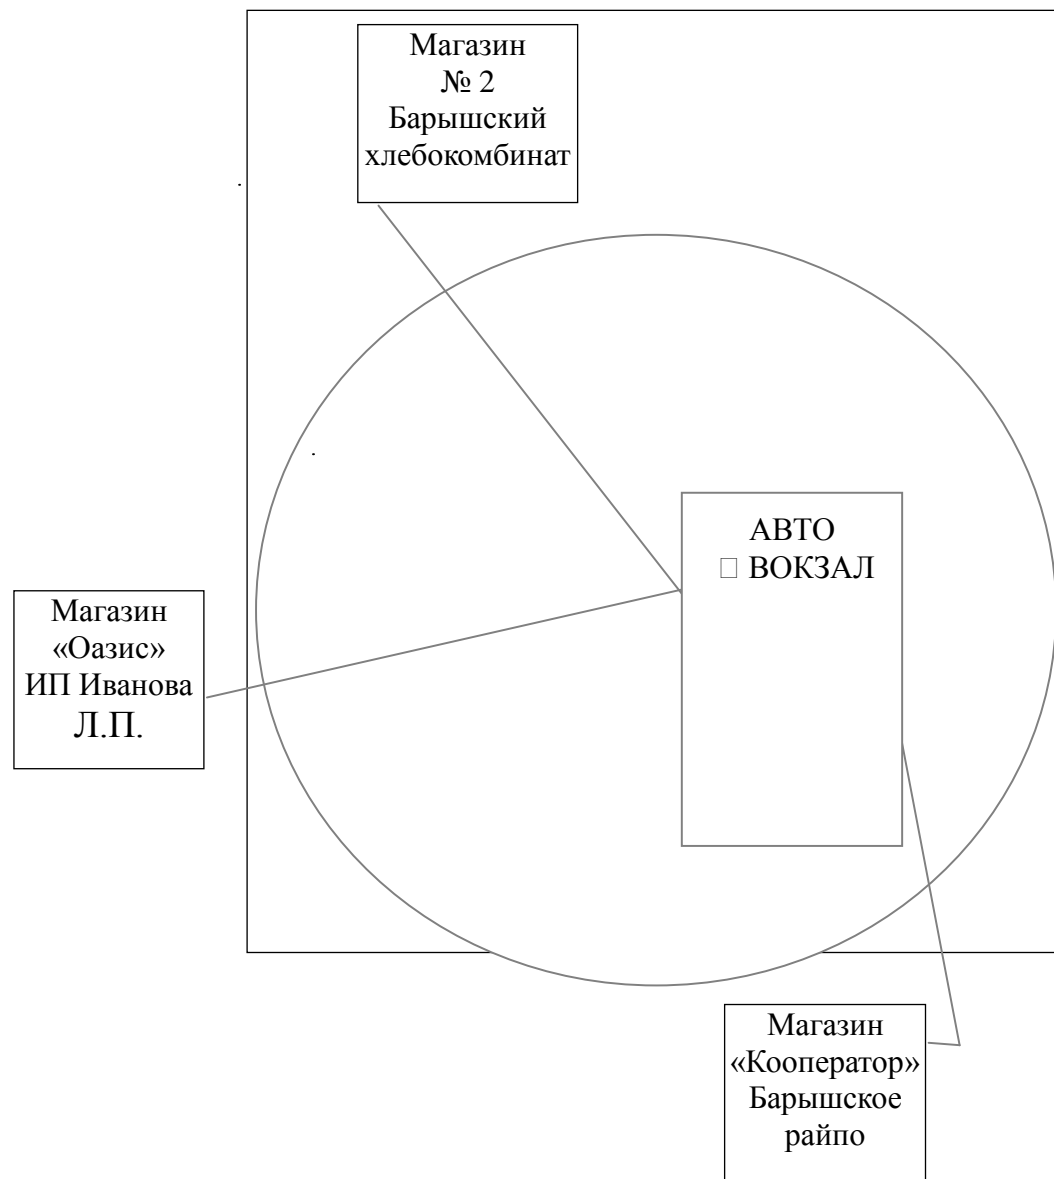 Магазин
№ 2
Барышский
хлебокомбинат
АВТО
ВОКЗАЛ
Магазин
«Оазис»
ИП Иванова
Л.П.
Магазин
«Кооператор»
Барышское
райпо